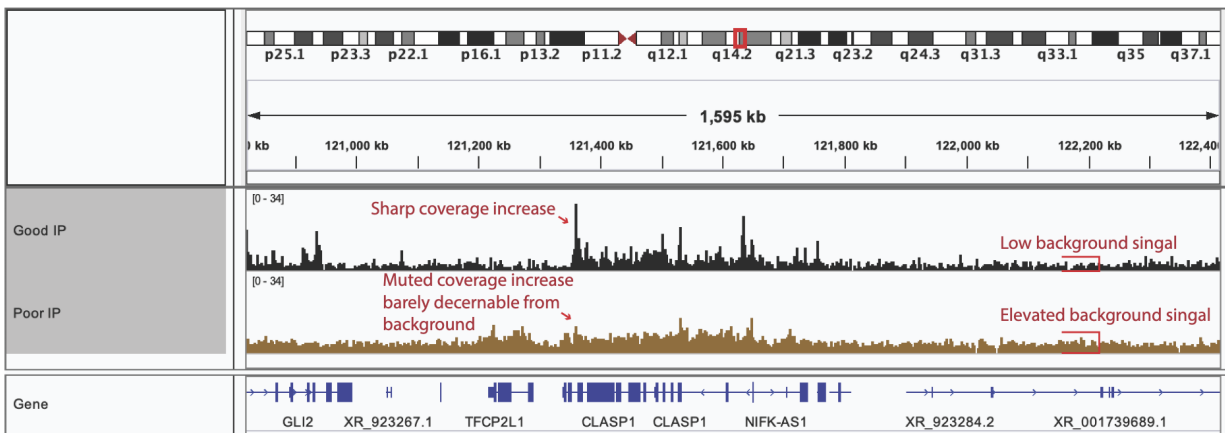 p25.1 p23.3 p22.1 p16.1 p13.2 p11.2 q12.1 q14.2 q21.3 q23.2 q24.3 q31.3 q33.1 q35 q37.1
1,595 kb
kb 121,000 kb 121,200 kb 121,400 kb 121,600 kb 121,800 kb 122,000 kb 122,200 kb 122,40
[0 - 34]
Good IP
Sharp coverage increase
Low background singal
[0 - 34]
Poor IP
Muted coverage increase
barely decernable from
background
Elevated background singal
Gene
GLI2 XR_923267.1 TFCP2L1 CLASP1 CLASP1 NIFK-AS1 XR_923284.2 XR_001739689.1